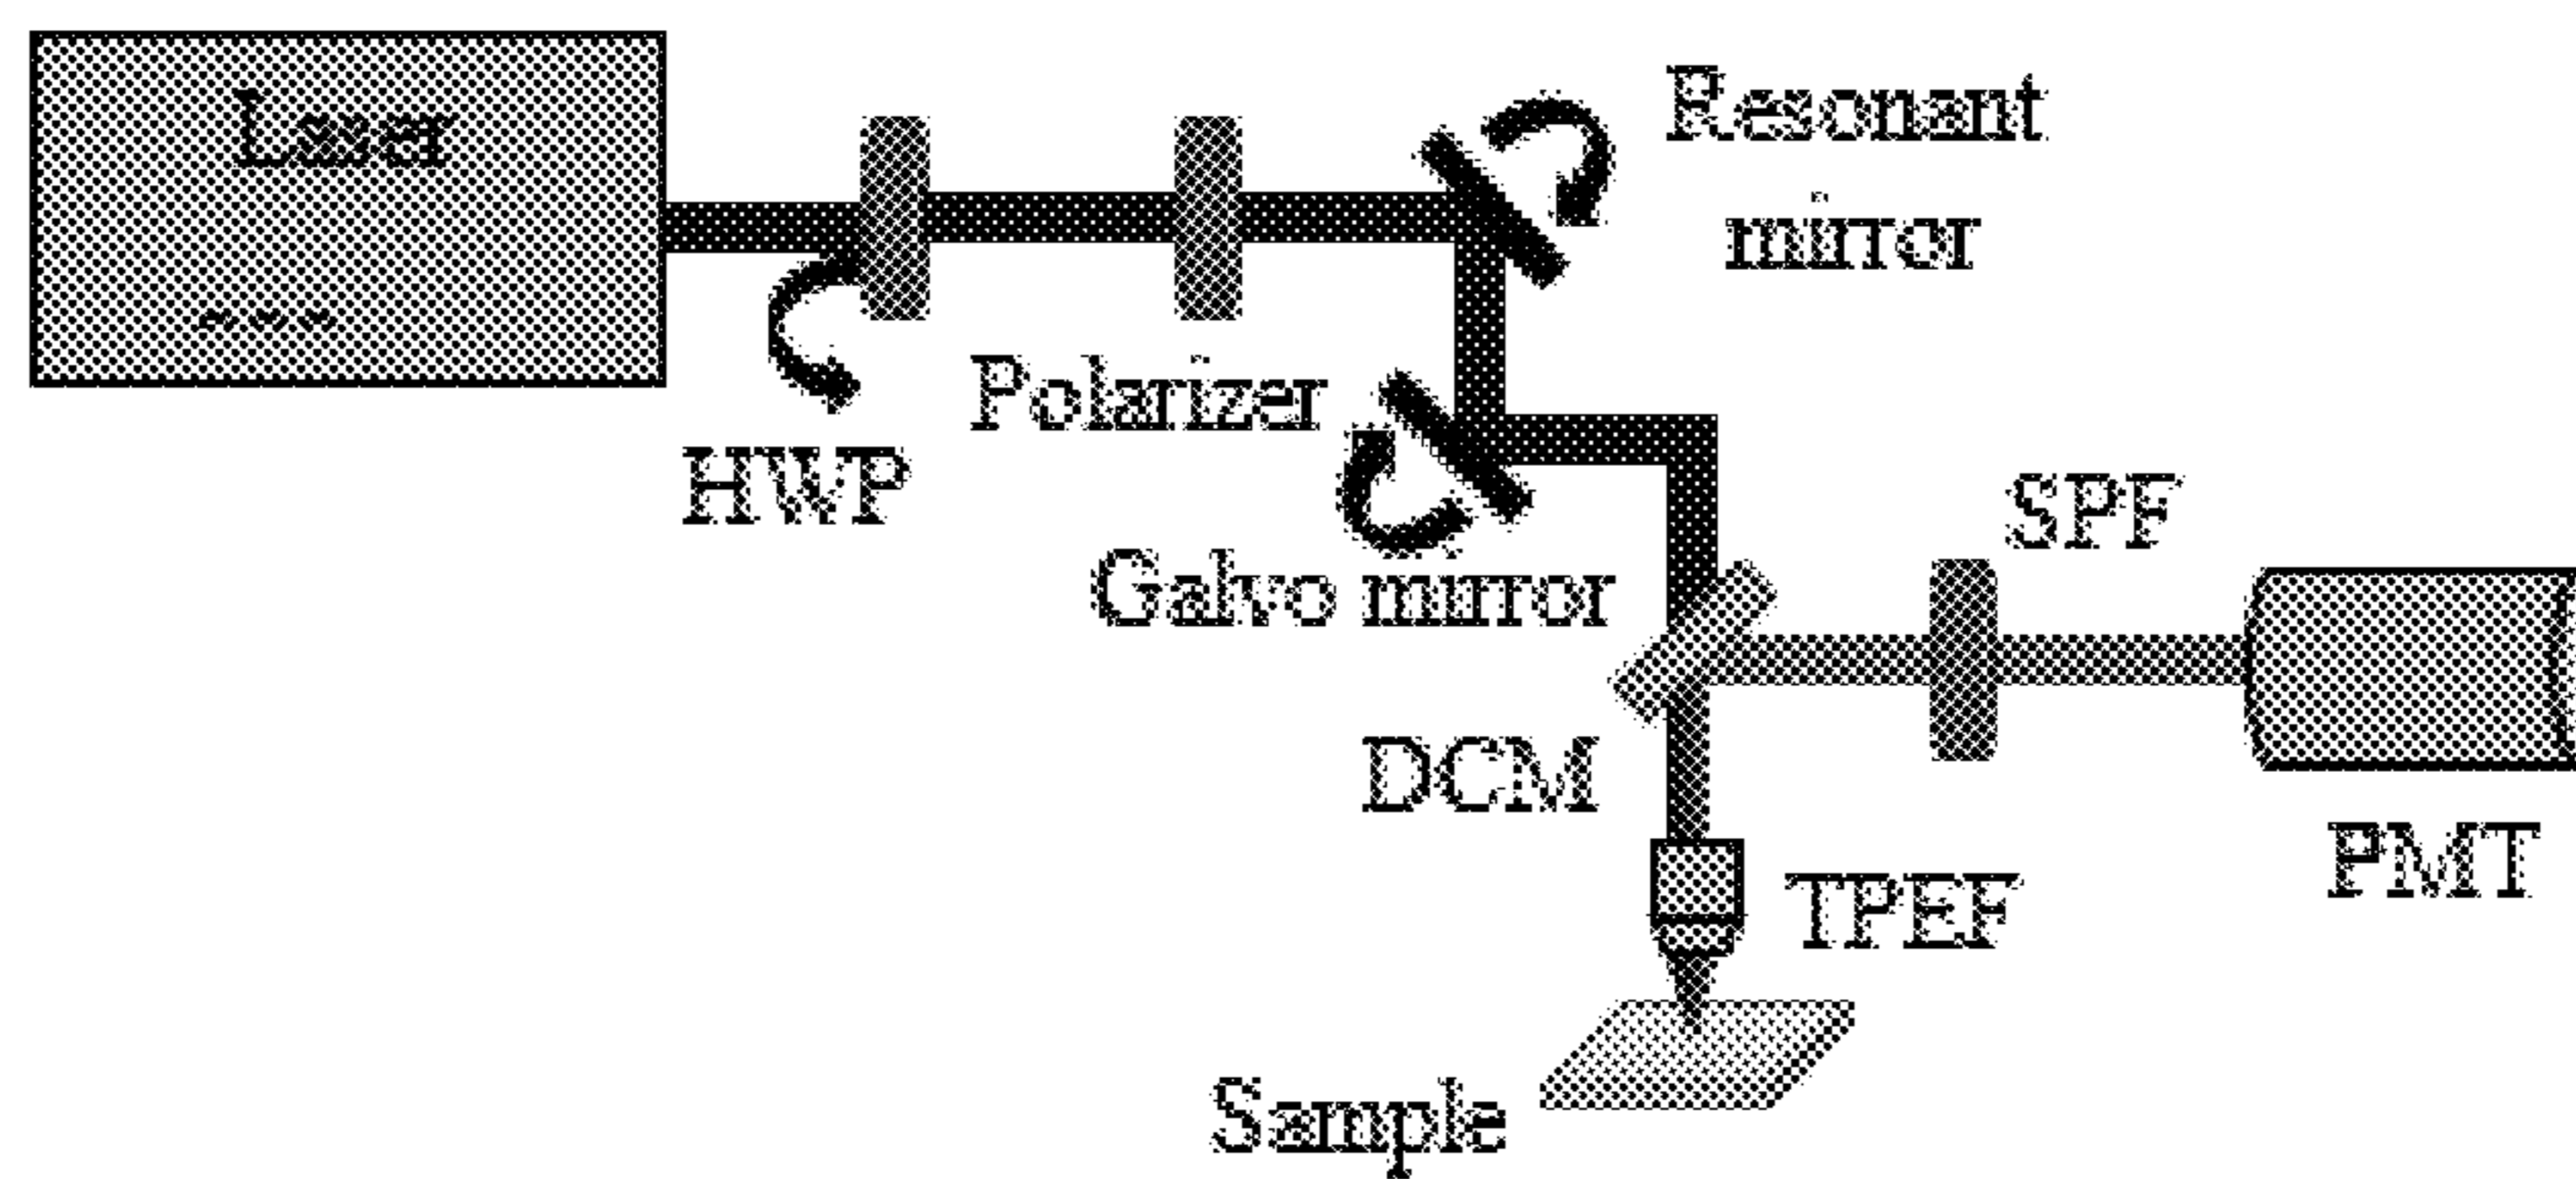 Laser
Resonant
mirror
Polarizer
HWP
SPF
Galvo mirror
DCM
PMT
TPEF
Sample